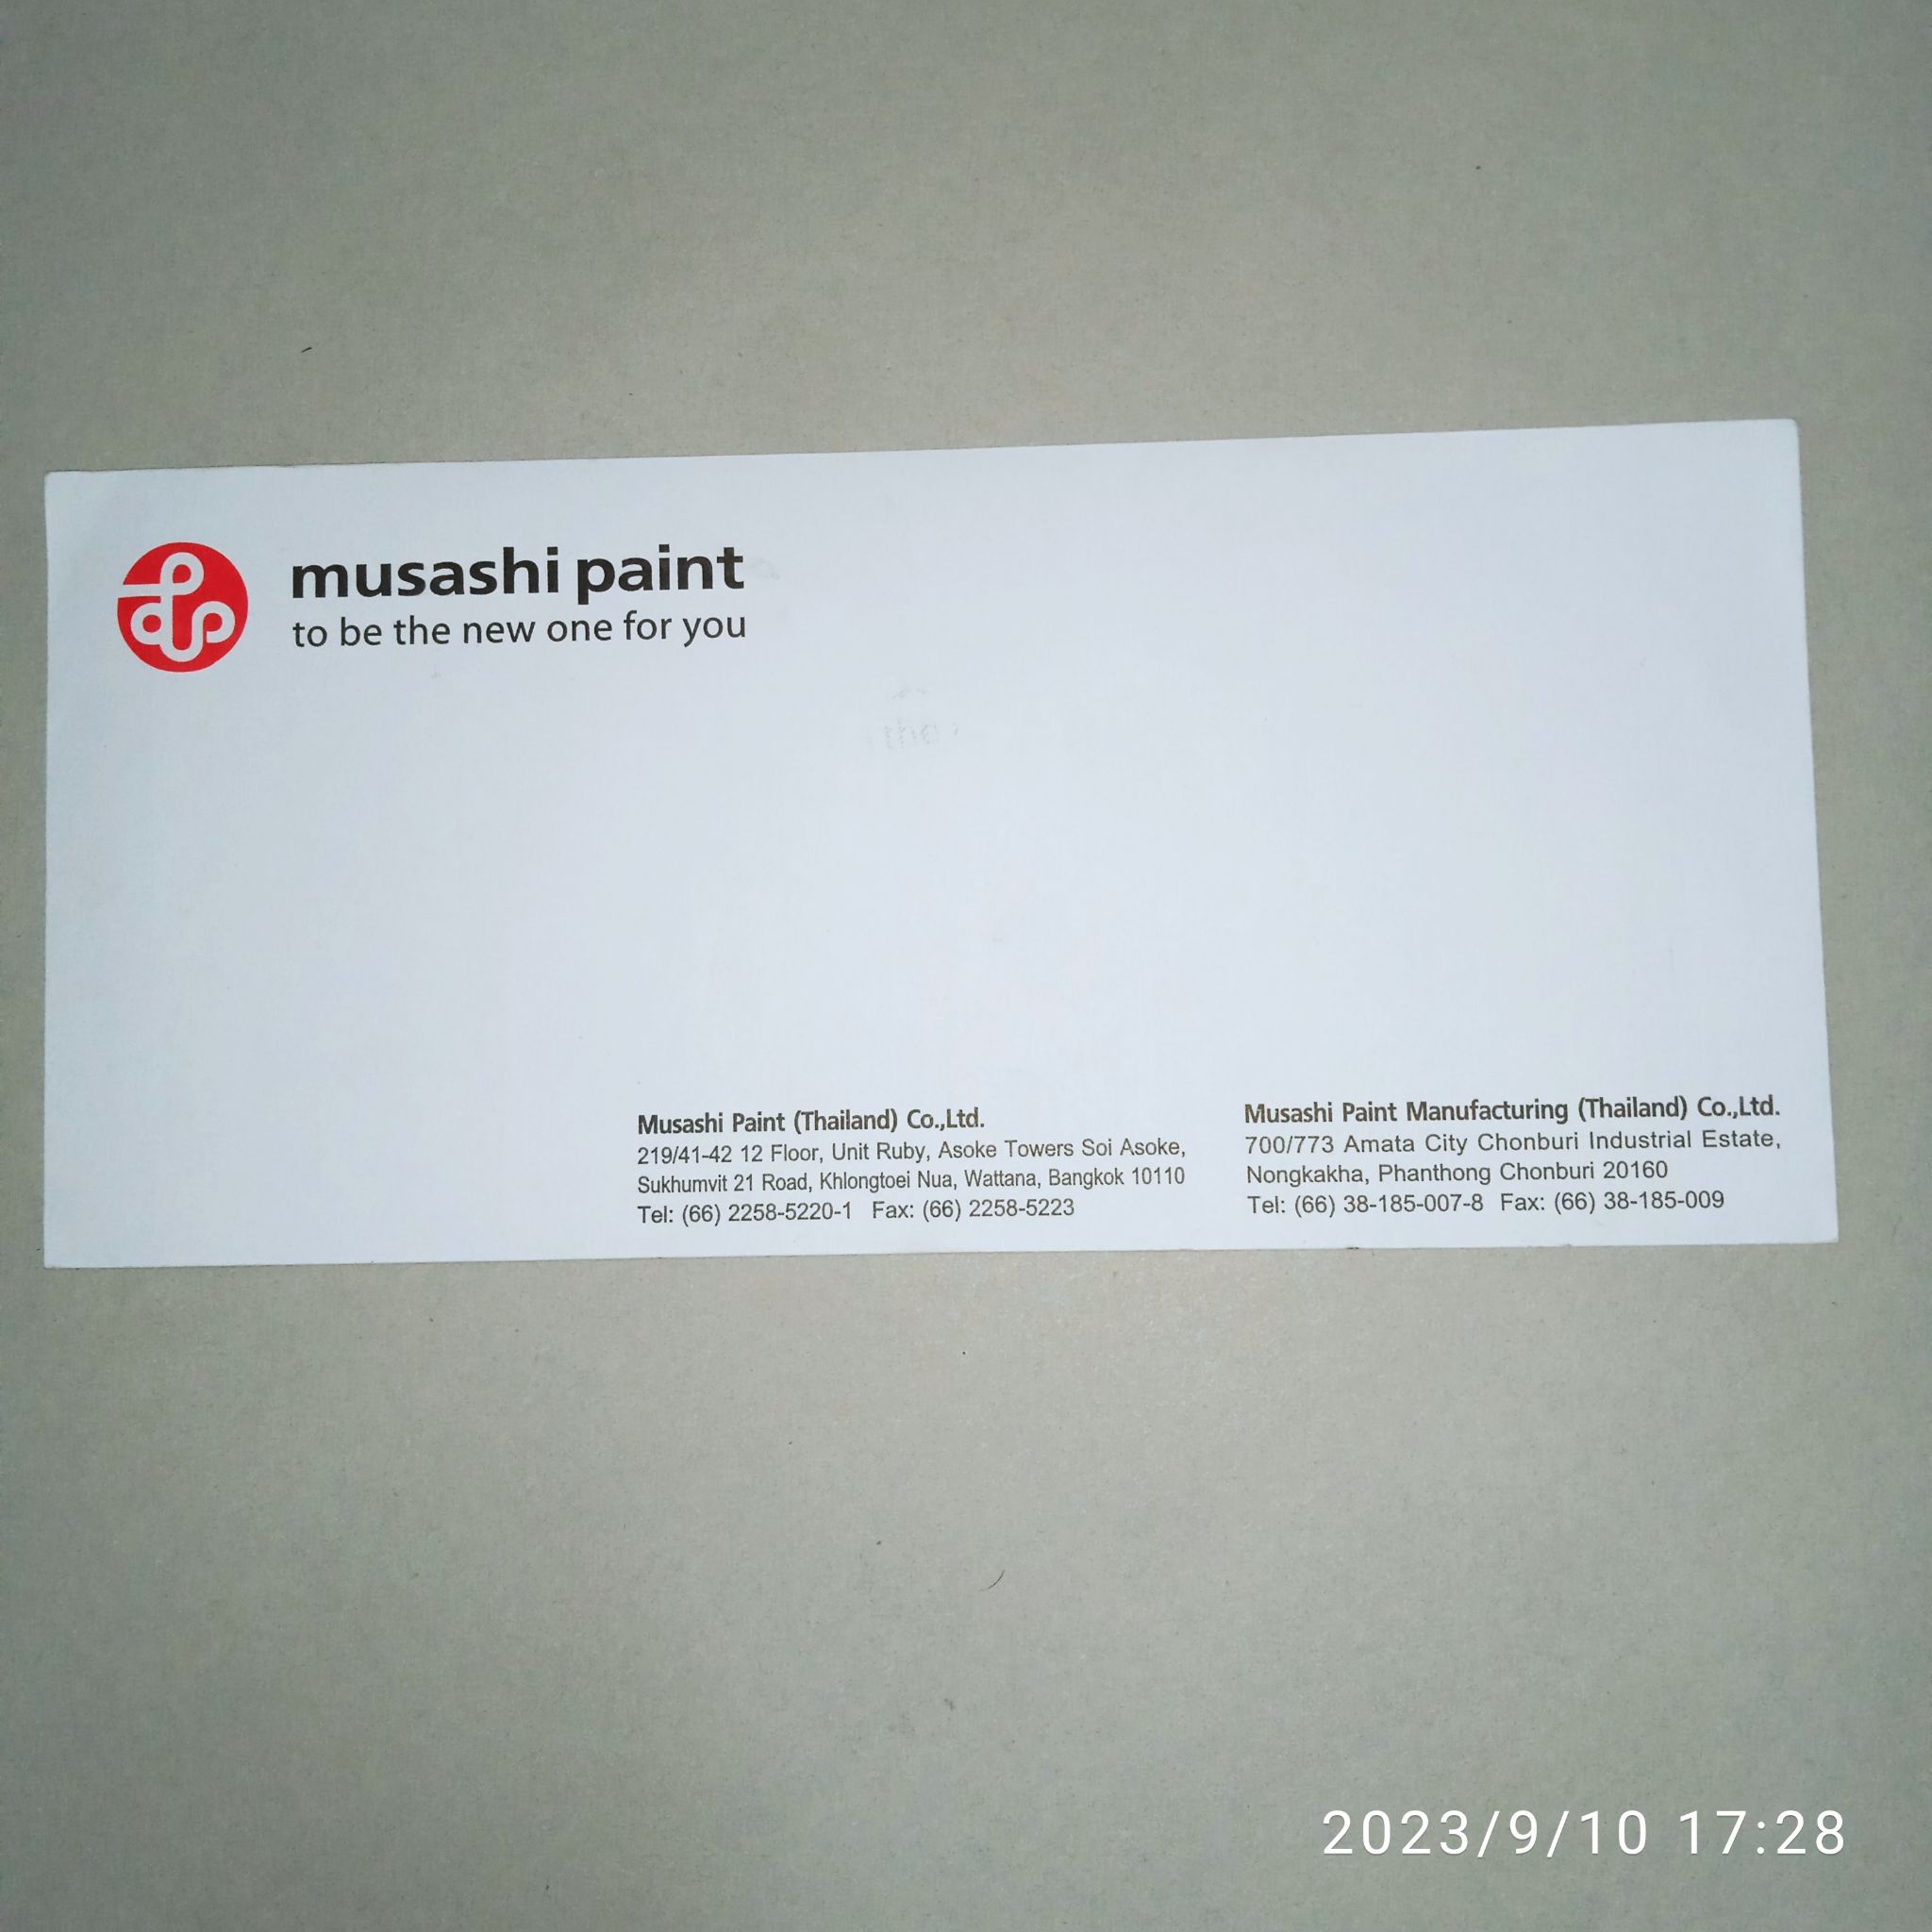 musashi paint
to be the new one for you
Musashi Paint (Thailand) Co.,Ltd.
219/41-42 12 Floor, Unit Ruby, Asoke Towers Soi Asoke,
Sukhumvit 21 Road, Khlongtoei Nua, Wattana, Bangkok 10110
Tel: (66) 2258-5220-1 Fax: (66) 2258-5223
Musashi Paint Manufacturing (Thailand) Co.,Ltd.
700/773 Amata City Chonburi Industrial Estate,
Nongkakha, Phanthong Chonburi 20160
Tel: (66) 38-185-007-8 Fax: (66) 38-185-009
2023/9/10 17:28